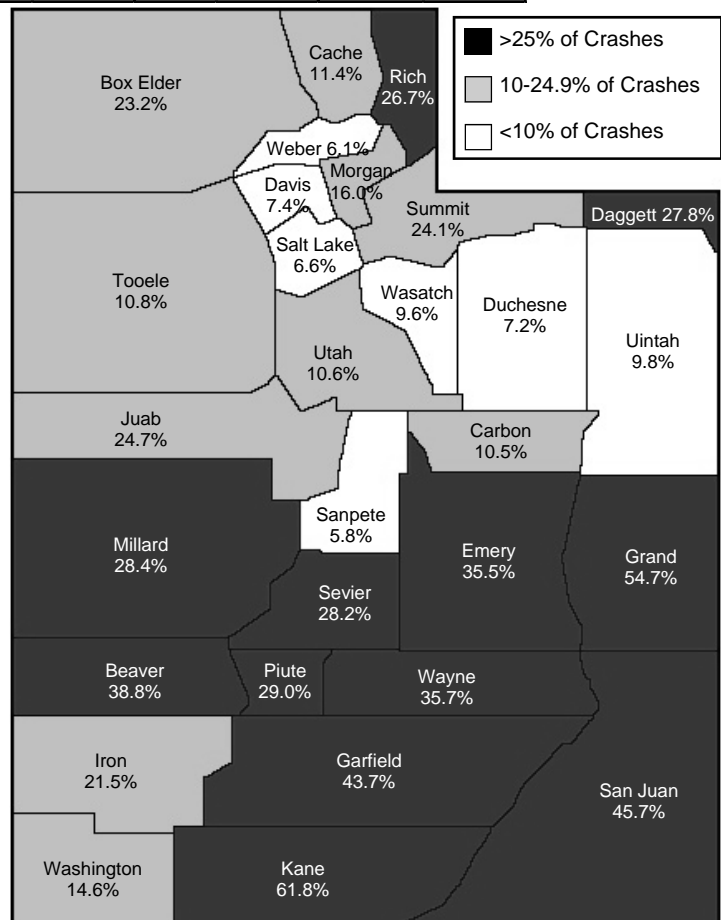 >25% of Crashes
10-24.9% of Crashes
<10% of Crashes
Cache
11.4%
Rich
26.7%
Box Elder
23.2%
Weber 6.1%
Morgan
16.0%
Davis
7.4%
Summit
24.1%
Daggett 27.8%
Salt Lake
6.6%
Tooele
10.8%
Wasatch
9.6%
Duchesne
7.2%
Uintah
9.8%
Utah
10.6%
Juab
24.7%
Carbon
10.5%
Sanpete
5.8%
Millard
28.4%
Emery
35.5%
Grand
54.7%
Sevier
28.2%
Beaver
38.8%
Piute
29.0%
Wayne
35.7%
Iron
21.5%
Garfield
43.7%
San Juan
45.7%
Washington
14.6%
Kane
61.8%